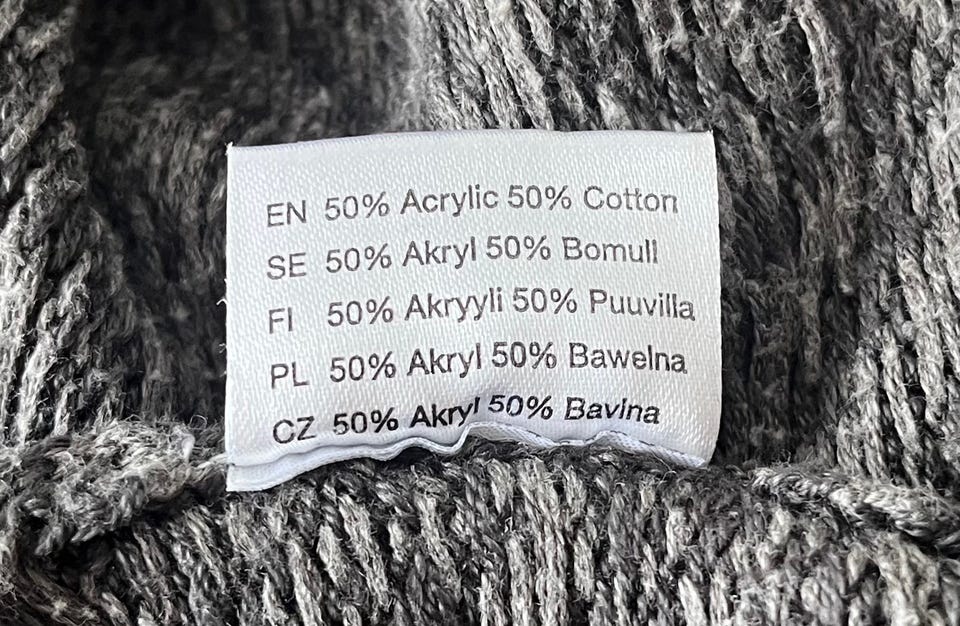 EN 50% Acrylic 50% Cotton
SE 50% Akryl 50% Bomull
FI 50% Akryyli 50% Puuvilla
PL 50% Akryl 50% Bawelna
CZ 50% Akryl 50% Bavlna